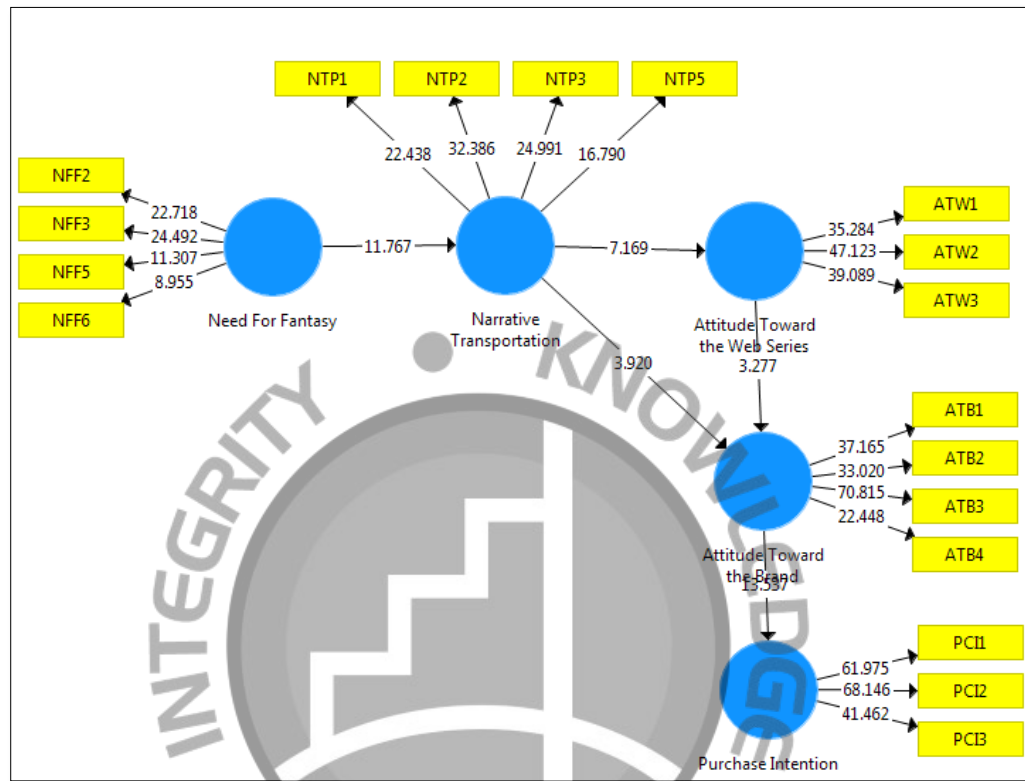 NTP1
NTP2
NTP3
NTP5
22.438
32.386
24.991
16.790
NFF2
NFF3
NFF5
NFF6
22.718
24.492
11.307
8.955
11.767
7.169
ATW1
ATW2
ATW3
35.284
47.123
39.089
Need For Fantasy
Narrative
Transportation
Attitude Toward
the Web Series
3.920
3.277
ATB1
ATB2
ATB3
ATB4
37.165
33.020
70.815
22.448
Attitude Toward
the Brand
13.537
PCI1
PCI2
PCI3
61.975
68.146
41.462
Purchase Intention
INTEGRITY • KNOWLEDGE